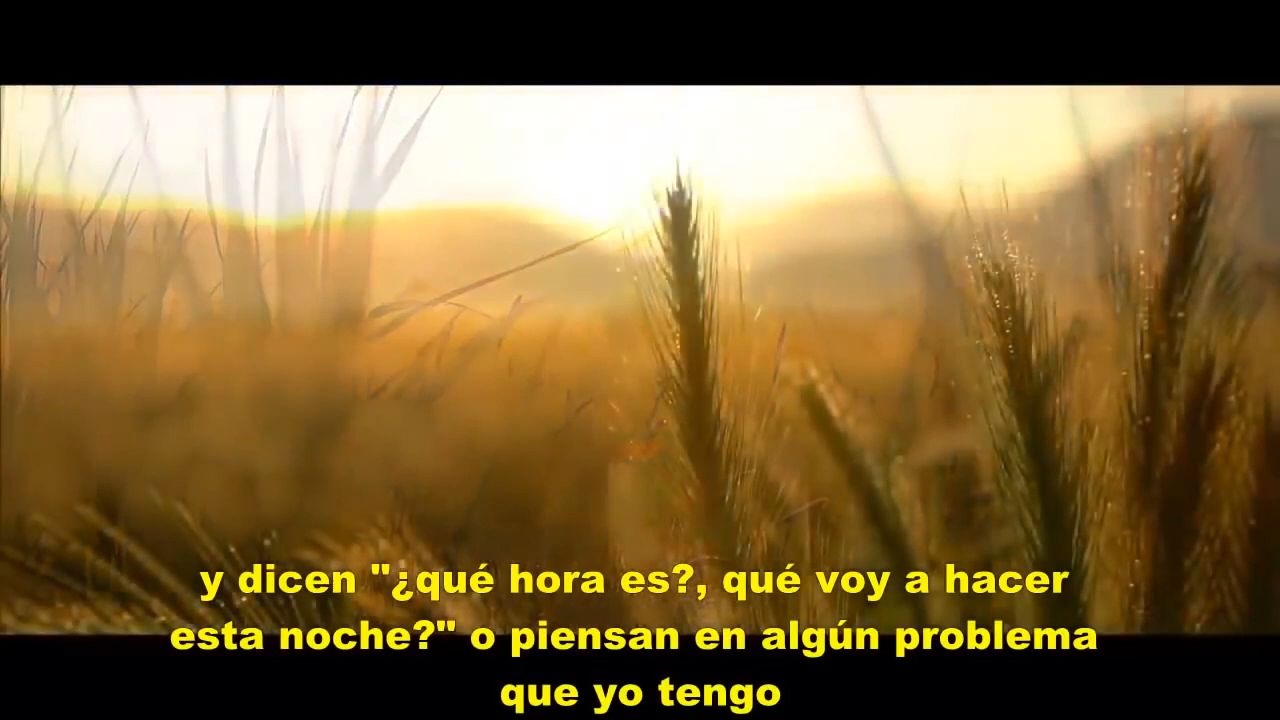 y dicen "¿qué hora es?, qué voy a hacer
esta noche?" o piensan en algún problema
que yo tengo